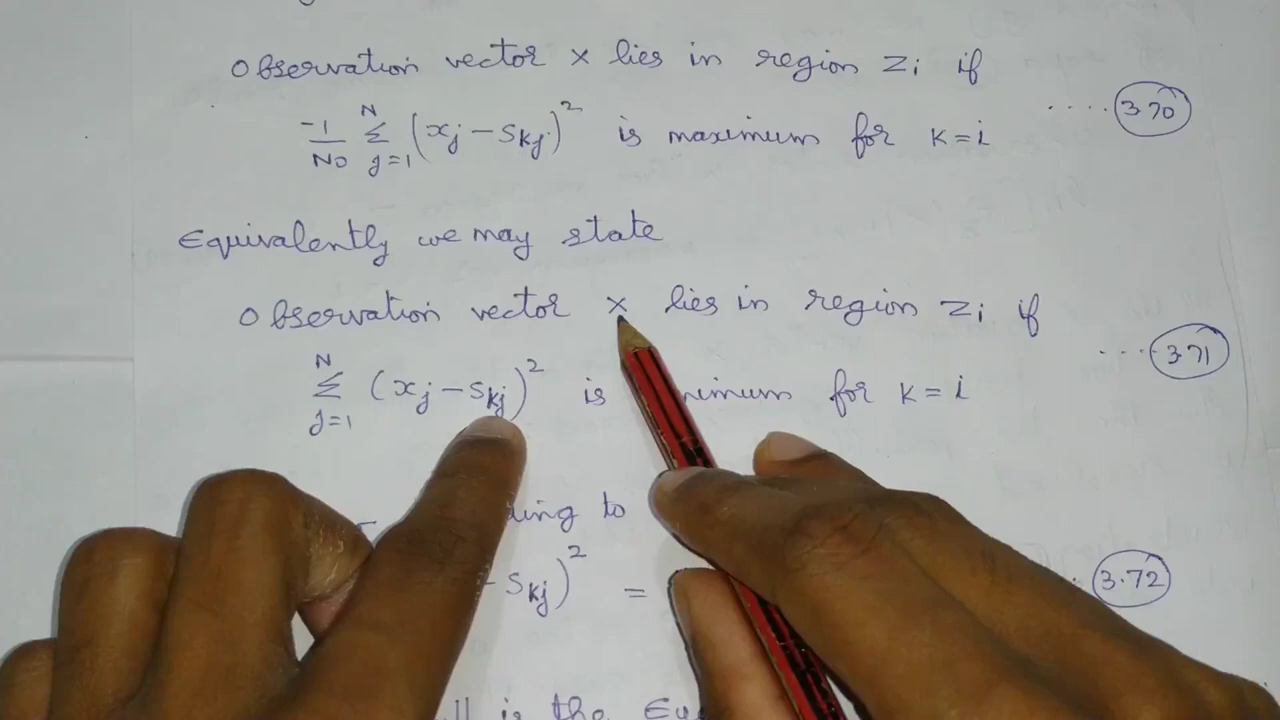 Observation vector x lies in region Zi if
-1/N0 N Σ j=1 (xj - Skj)² is maximum for K=i .... 3.70
Equivalently we may state
Observation vector x lies in region Zi if
N Σ j=1 (xj - Skj)² is for K = i ... 3.71
to
- Skj)² = 3.72
is the